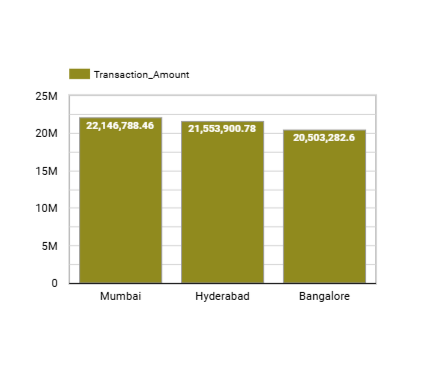 Transaction_Amount
25M
20M
15M
10M
5M
0
22,146,788.46
21,553,900.78
20,503,282.6
Mumbai
Hyderabad
Bangalore